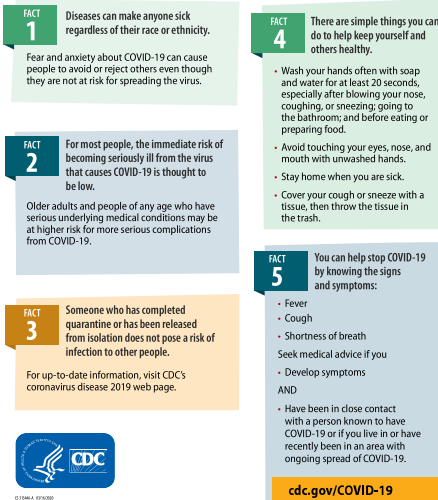 FACT
1
Diseases can make anyone sick
regardless of their race or ethnicity.
Fear and anxiety about COVID-19 can cause
people to avoid or reject others even though
they are not at risk for spreading the virus.
FACT
2
For most people, the immediate risk of
becoming seriously ill from the virus
that causes COVID-19 is thought to
be low.
Older adults and people of any age who have
serious underlying medical conditions may be
at higher risk for more serious complications
from COVID-19.
FACT
3
Someone who has completed
quarantine or has been released
from isolation does not pose a risk of
infection to other people.
For up-to-date information, visit CDC's
coronavirus disease 2019 web page.
CDC
FACT
4
There are simple things you can
do to help keep yourself and
others healthy.
• Wash your hands often with soap
and water for at least 20 seconds,
especially after blowing your nose,
coughing, or sneezing; going to
the bathroom; and before eating or
preparing food.
• Avoid touching your eyes, nose, and
mouth with unwashed hands.
• Stay home when you are sick.
• Cover your cough or sneeze with a
tissue, then throw the tissue in
the trash.
FACT
5
You can help stop COVID-19
by knowing the signs
and symptoms:
• Fever
• Cough
• Shortness of breath
Seek medical advice if you
• Develop symptoms
AND
• Have been in close contact
with a person known to have
COVID-19 or if you live in or have
recently been in an area with
ongoing spread of COVID-19.
cdc.gov/COVID-19